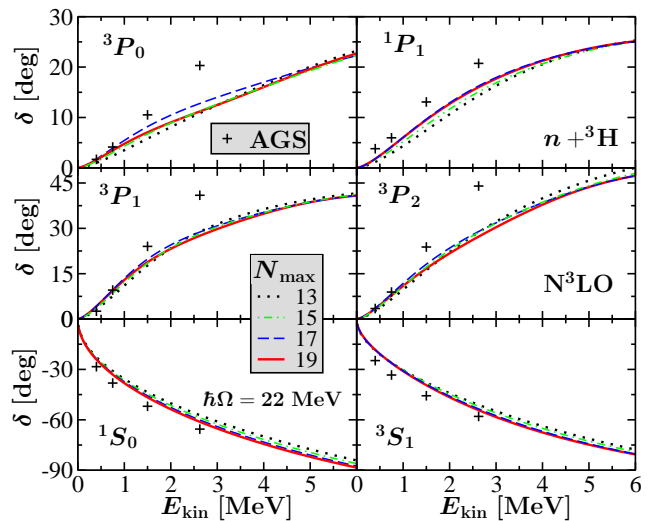 30
20
10
0
δ [deg]
³P₀
+ AGS
¹P₁
n + ³H
45
30
15
0
δ [deg]
³P₁
³P₂
N³LO
N_max
13
15
17
19
-30
-60
-90
δ [deg]
¹S₀
ħΩ = 22 MeV
³S₁
0 1 2 3 4 5 0 1 2 3 4 5 6
E_kin [MeV] E_kin [MeV]